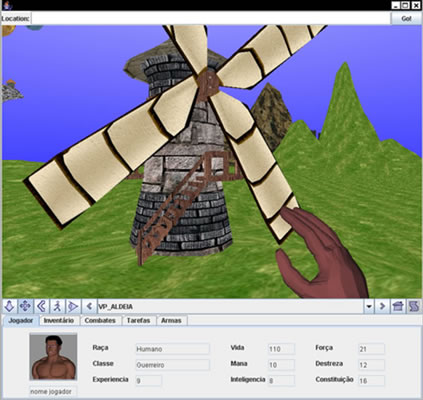 Location:
Go!
VP_ALDEIA
Jogador Inventário Combates Tarefas Armas
Raça Humano Vida 110 Força 21
Classe Guerreiro Mana 10 Destreza 12
Experiencia 9 Inteligencia 8 Constituição 16
nome jogador